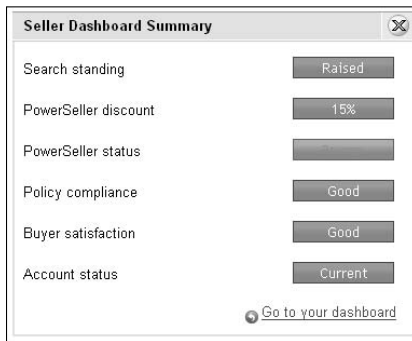 Seller Dashboard Summary
Search standing Raised
PowerSeller discount 15%
PowerSeller status
Policy compliance Good
Buyer satisfaction Good
Account status Current
Go to your dashboard